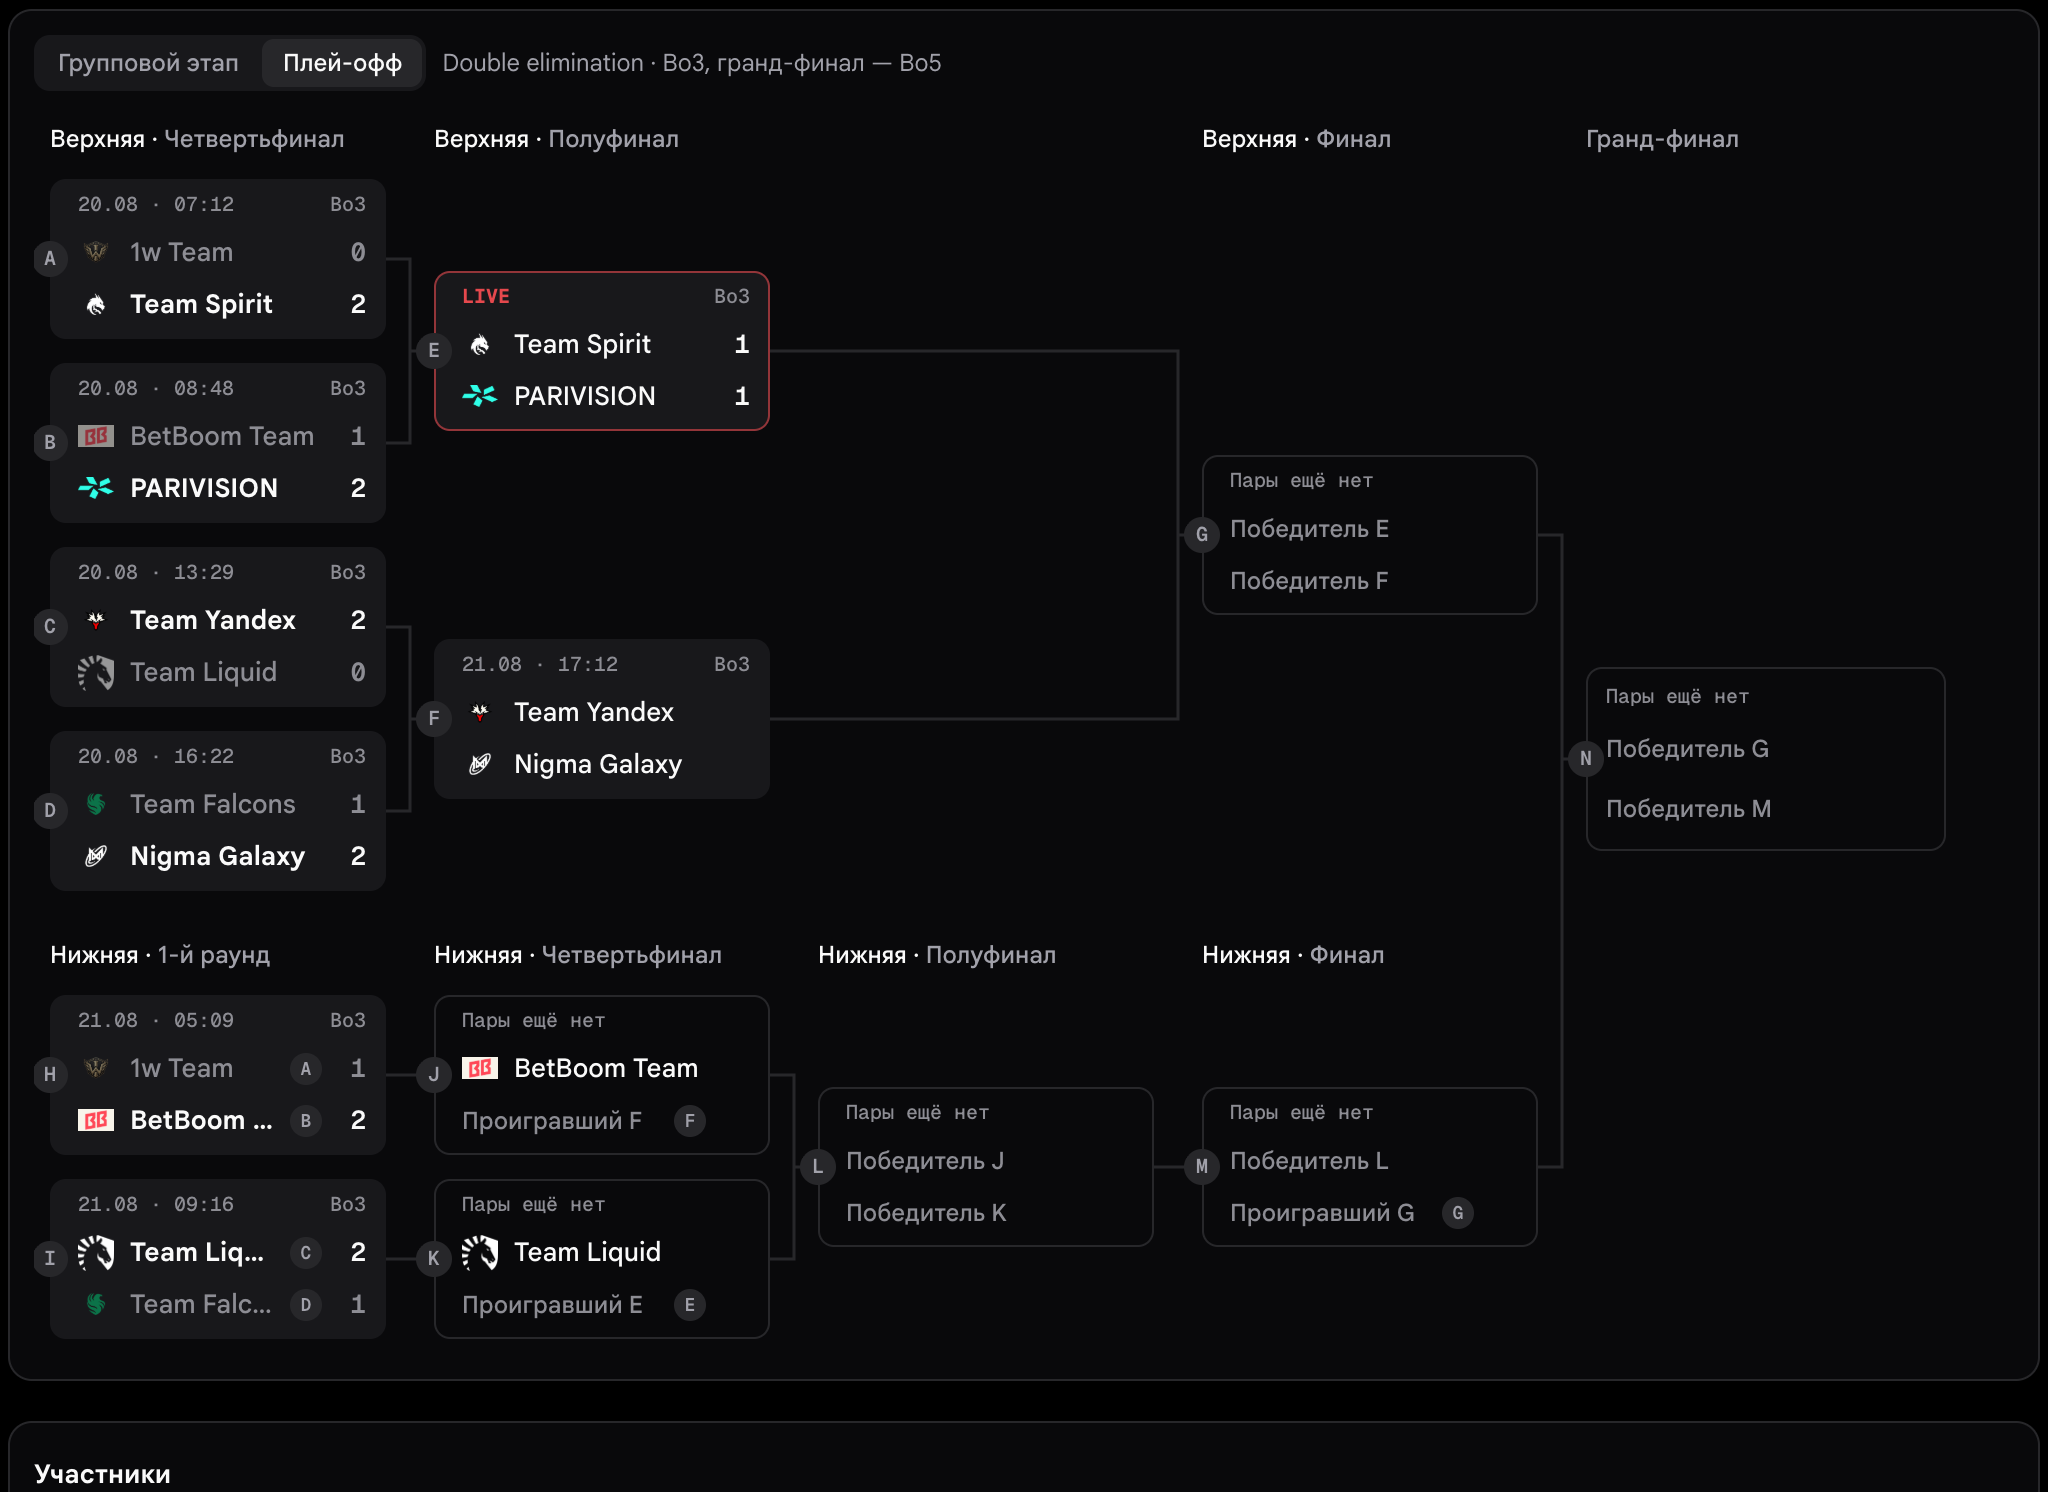 Групповой этап
Плей-офф
Double elimination · Bo3, гранд-финал — Bo5
Верхняя · Четвертьфинал
Верхняя · Полуфинал
Верхняя · Финал
Гранд-финал
20.08 · 07:12 Bo3
A
1w Team 0
Team Spirit 2
20.08 · 08:48 Bo3
B
BetBoom Team 1
PARIVISION 2
20.08 · 13:29 Bo3
C
Team Yandex 2
Team Liquid 0
20.08 · 16:22 Bo3
D
Team Falcons 1
Nigma Galaxy 2
LIVE Bo3
E
Team Spirit 1
PARIVISION 1
21.08 · 17:12 Bo3
F
Team Yandex
Nigma Galaxy
Пары ещё нет
G
Победитель E
Победитель F
Пары ещё нет
N
Победитель G
Победитель M
Нижняя · 1-й раунд
Нижняя · Четвертьфинал
Нижняя · Полуфинал
Нижняя · Финал
21.08 · 05:09 Bo3
H
1w Team A 1
BetBoom ... B 2
21.08 · 09:16 Bo3
I
Team Liq... C 2
Team Falc... D 1
Пары ещё нет
J
BetBoom Team
Проигравший F F
Пары ещё нет
K
Team Liquid
Проигравший E E
Пары ещё нет
L
Победитель J
Победитель K
Пары ещё нет
M
Победитель L
Проигравший G G
Участники